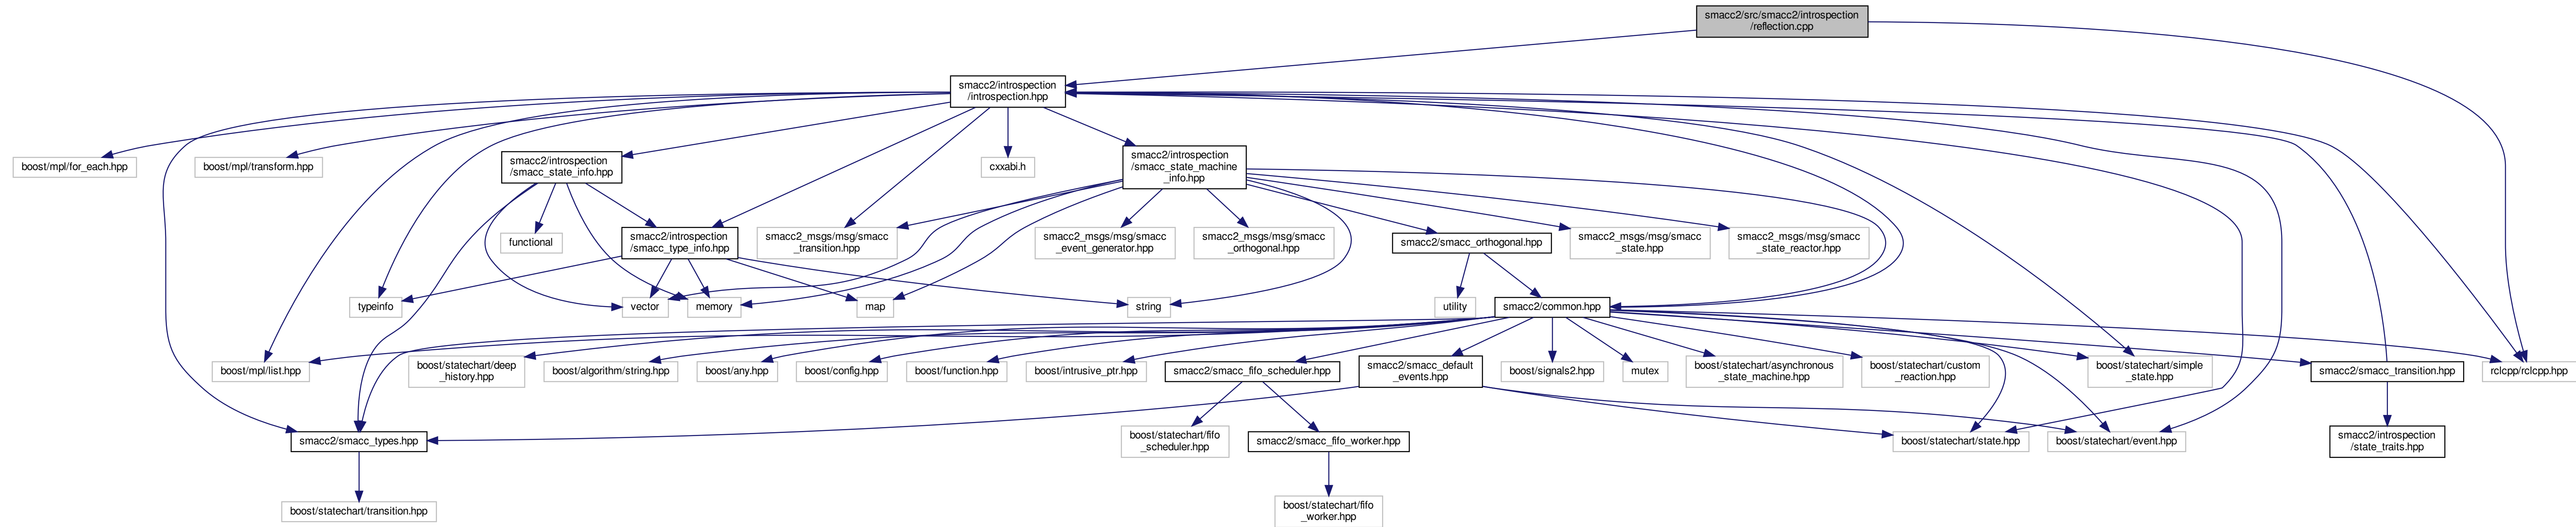 smacc2/src/smacc2/introspection
/reflection.cpp
smacc2/introspection
/introspection.hpp
boost/mpl/for_each.hpp
boost/mpl/transform.hpp
smacc2/introspection
/smacc_state_info.hpp
cxxabi.h
smacc2/introspection
/smacc_state_machine
_info.hpp
functional
smacc2/introspection
/smacc_type_info.hpp
smacc2_msgs/msg/smacc
_transition.hpp
smacc2_msgs/msg/smacc
_event_generator.hpp
smacc2_msgs/msg/smacc
_orthogonal.hpp
smacc2/smacc_orthogonal.hpp
smacc2_msgs/msg/smacc
_state.hpp
smacc2_msgs/msg/smacc
_state_reactor.hpp
typeinfo
vector
memory
map
string
utility
smacc2/common.hpp
boost/mpl/list.hpp
boost/statechart/deep
_history.hpp
boost/algorithm/string.hpp
boost/any.hpp
boost/config.hpp
boost/function.hpp
boost/intrusive_ptr.hpp
smacc2/smacc_fifo_scheduler.hpp
smacc2/smacc_default
_events.hpp
boost/signals2.hpp
mutex
boost/statechart/asynchronous
_state_machine.hpp
boost/statechart/custom
_reaction.hpp
boost/statechart/simple
_state.hpp
smacc2/smacc_transition.hpp
rclcpp/rclcpp.hpp
smacc2/smacc_types.hpp
boost/statechart/fifo
_scheduler.hpp
smacc2/smacc_fifo_worker.hpp
boost/statechart/state.hpp
boost/statechart/event.hpp
smacc2/introspection
/state_traits.hpp
boost/statechart/transition.hpp
boost/statechart/fifo
_worker.hpp